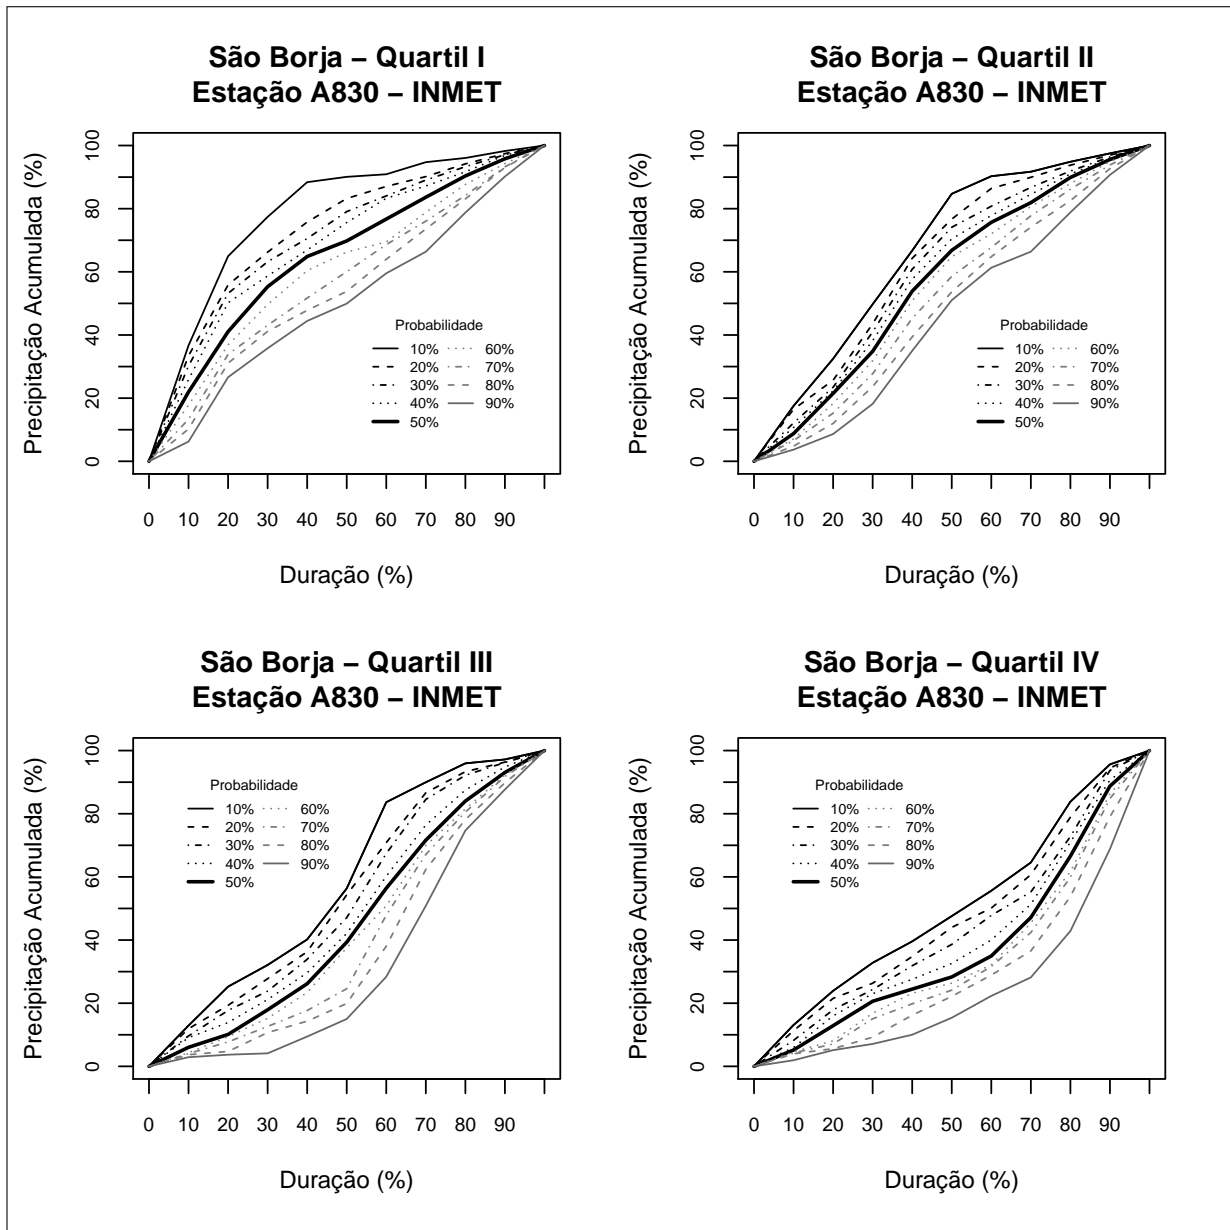 São Borja – Quartil I
Estação A830 – INMET
Precipitação Acumulada (%)
100
80
60
40
20
0
Probabilidade
10% 60%
20% 70%
30% 80%
40% 90%
50%
0 10 20 30 40 50 60 70 80 90
Duração (%)
São Borja – Quartil II
Estação A830 – INMET
Precipitação Acumulada (%)
100
80
60
40
20
0
Probabilidade
10% 60%
20% 70%
30% 80%
40% 90%
50%
0 10 20 30 40 50 60 70 80 90
Duração (%)
São Borja – Quartil III
Estação A830 – INMET
Precipitação Acumulada (%)
100
80
60
40
20
0
Probabilidade
10% 60%
20% 70%
30% 80%
40% 90%
50%
0 10 20 30 40 50 60 70 80 90
Duração (%)
São Borja – Quartil IV
Estação A830 – INMET
Precipitação Acumulada (%)
100
80
60
40
20
0
Probabilidade
10% 60%
20% 70%
30% 80%
40% 90%
50%
0 10 20 30 40 50 60 70 80 90
Duração (%)